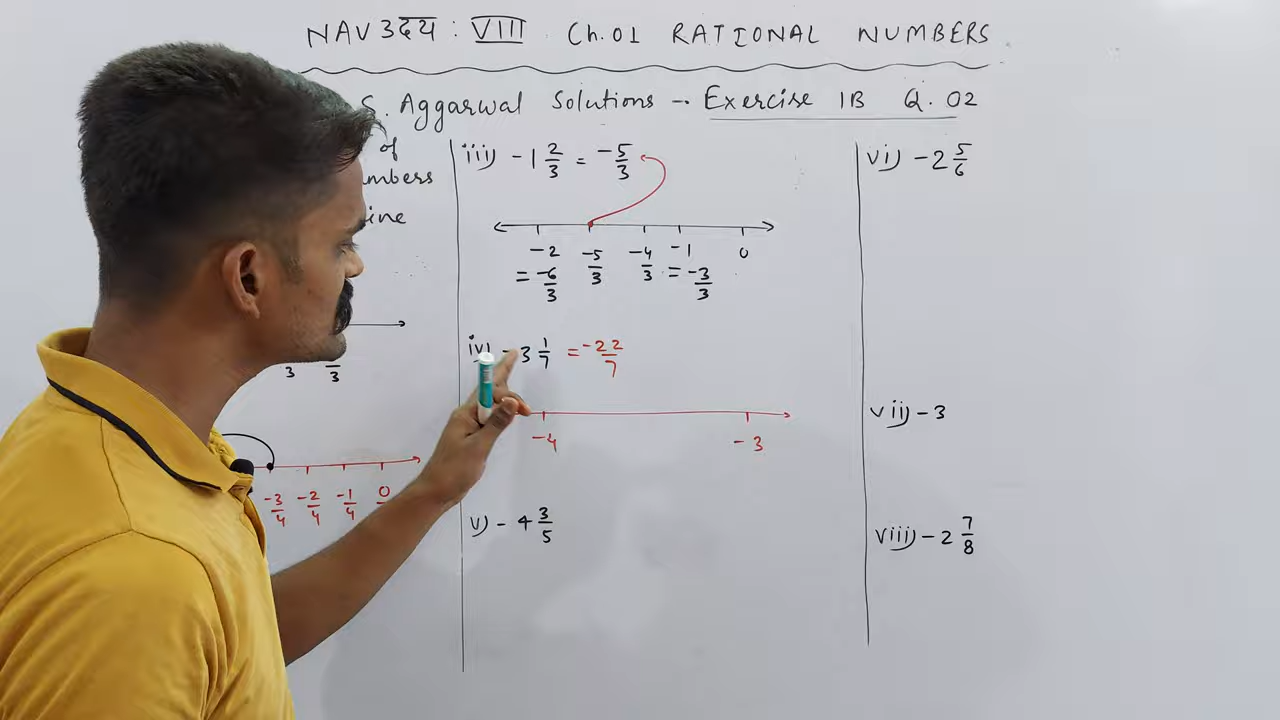 NAVउदय : VIII Ch.01 RATIONAL NUMBERS
S. Aggarwal Solutions -- Exercise 1B Q.02
of
mbers
ine
3 3
-3/4 -2/4 -1/4 0
iii) -1 2/3 = -5/3
-2 -5/3 -4/3 -1 0
= -6/3 = -3/3
iv) -3 1/7 = -22/7
-4 -3
v) -4 3/5
vi) -2 5/6
vii) -3
viii) -2 7/8